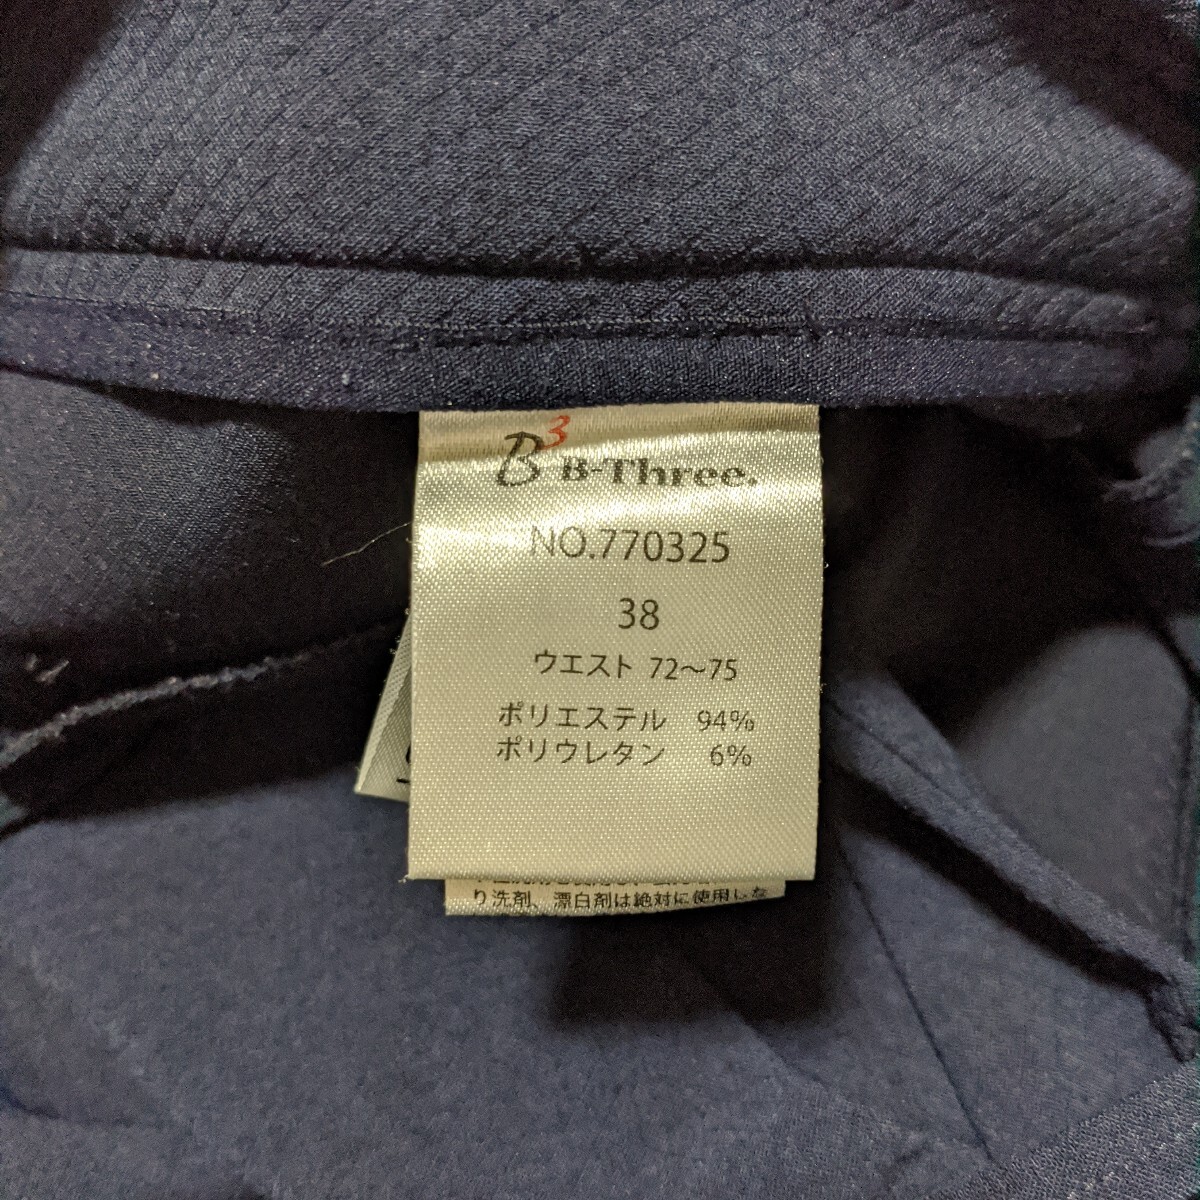 B3 B-Three.
NO.770325
38
ウエスト 72～75
ポリエステル 94%
ポリウレタン 6%
り洗剤、漂白剤は絶対に使用しな